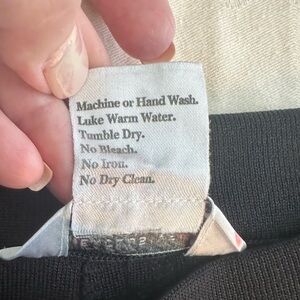 Machine or Hand Wash.
Luke Warm Water.
Tumble Dry.
No Bleach.
No Iron.
No Dry Clean.